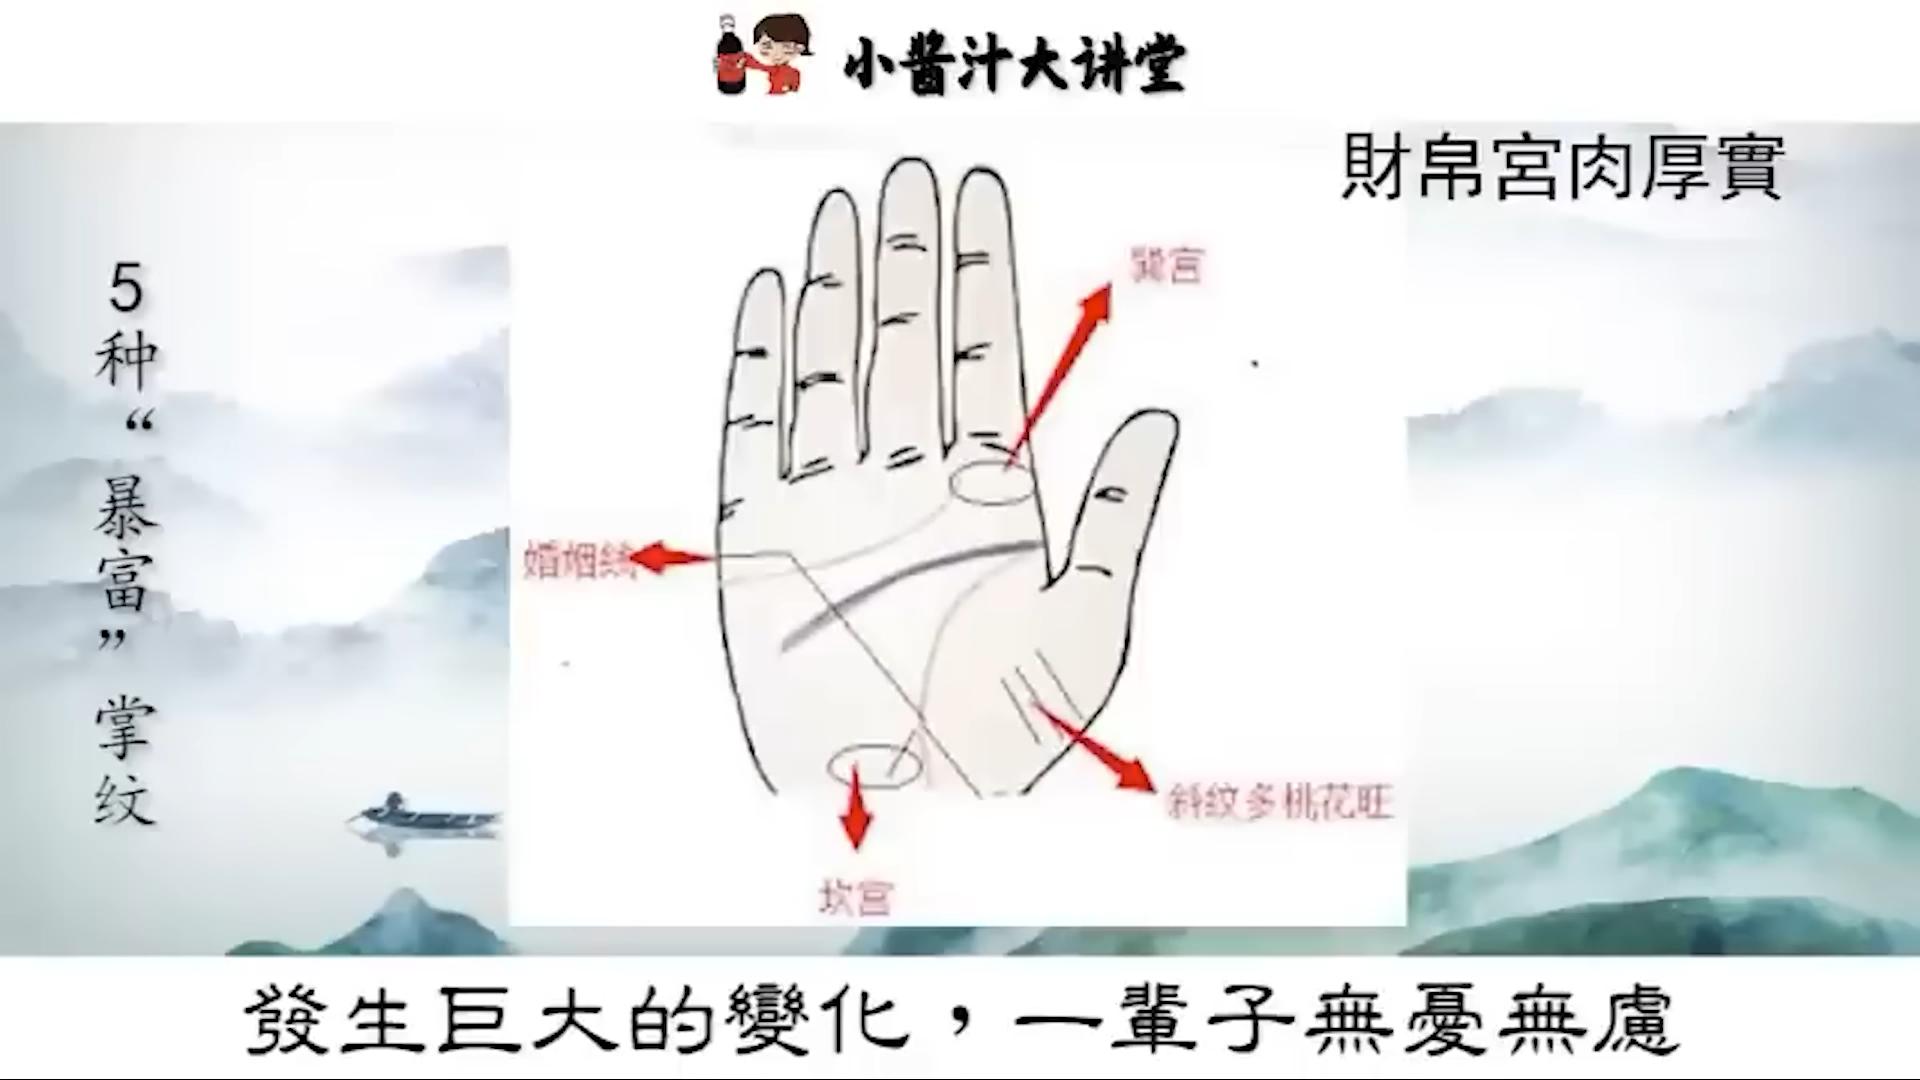 小酱汁大讲堂
財帛宮肉厚實
5种“暴富”掌纹
巽宫
婚姻线
斜纹多桃花旺
坎宫
發生巨大的變化，一輩子無憂無慮